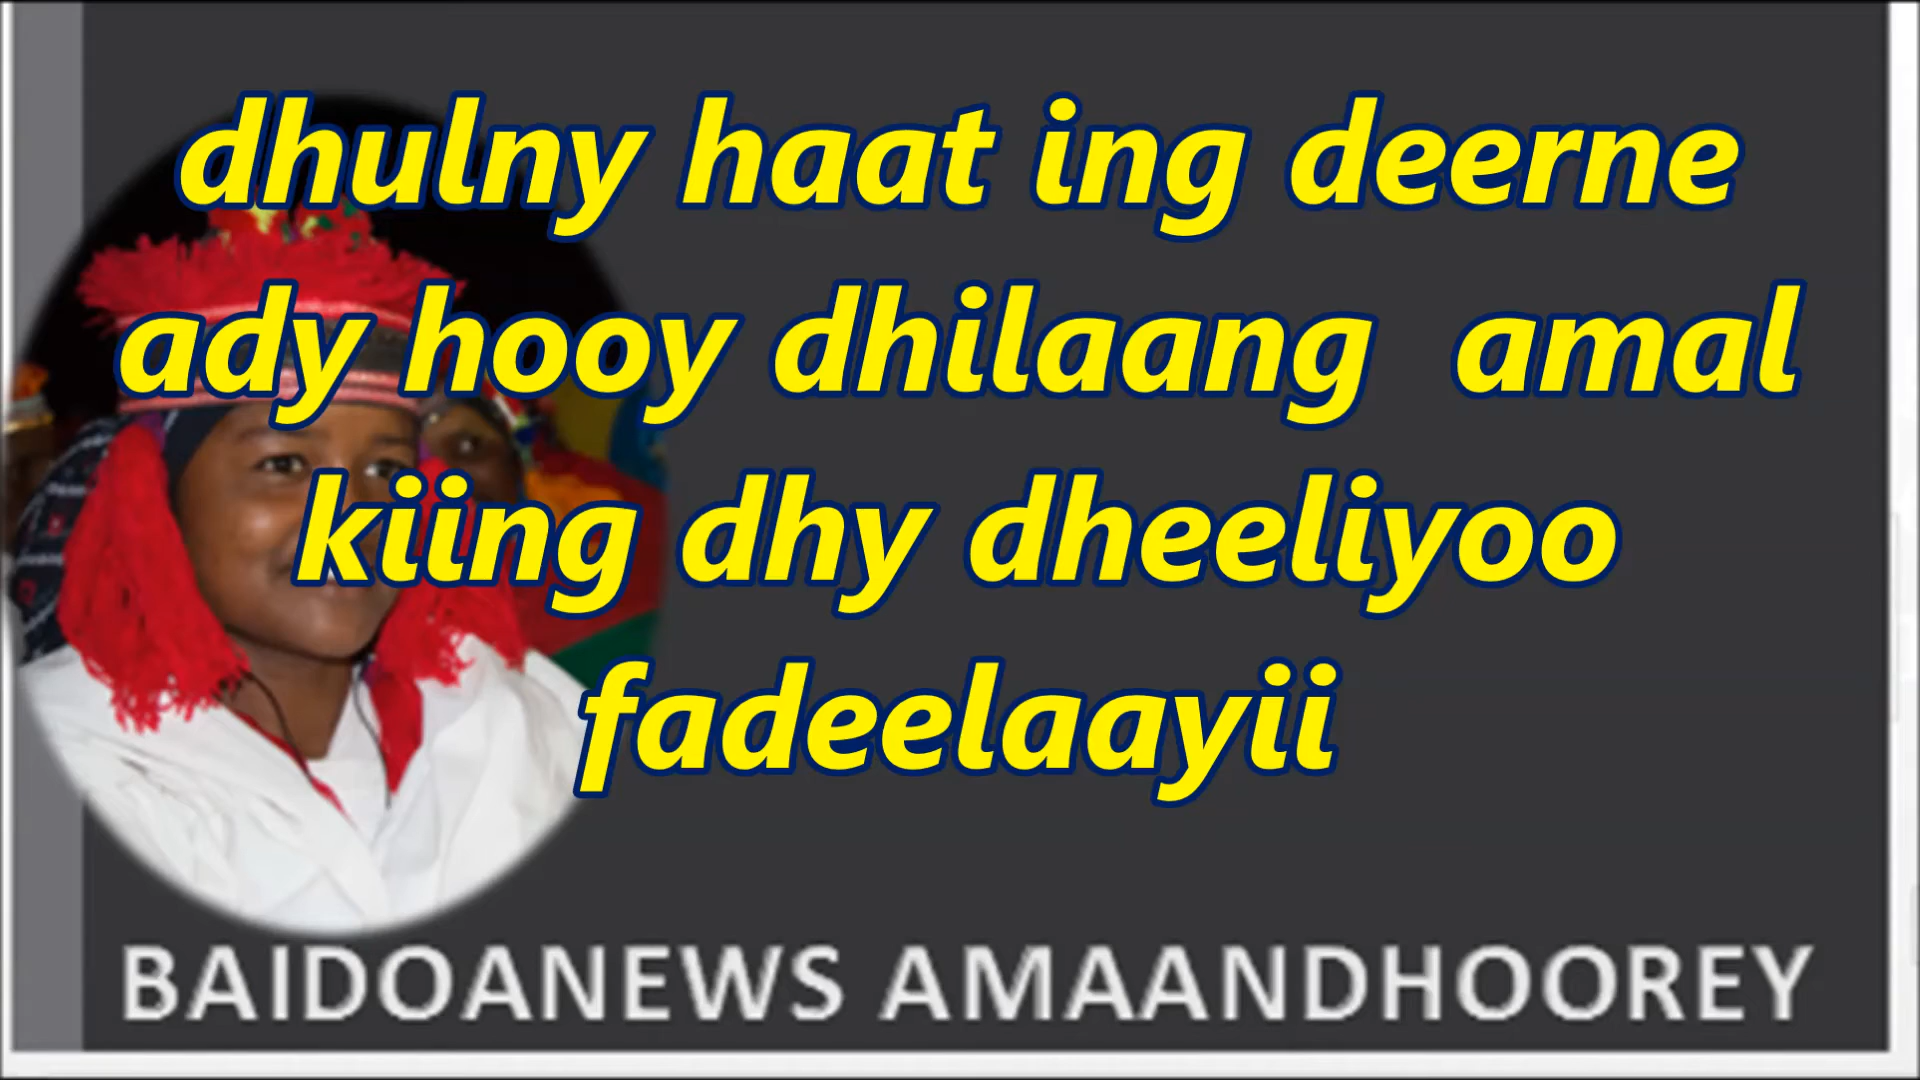 dhulny haat ing deerne
ady hooy dhilaang amal
kiing dhy dheeliyoo
fadeelaayii
BAIDOANEWS AMAANDHOOREY